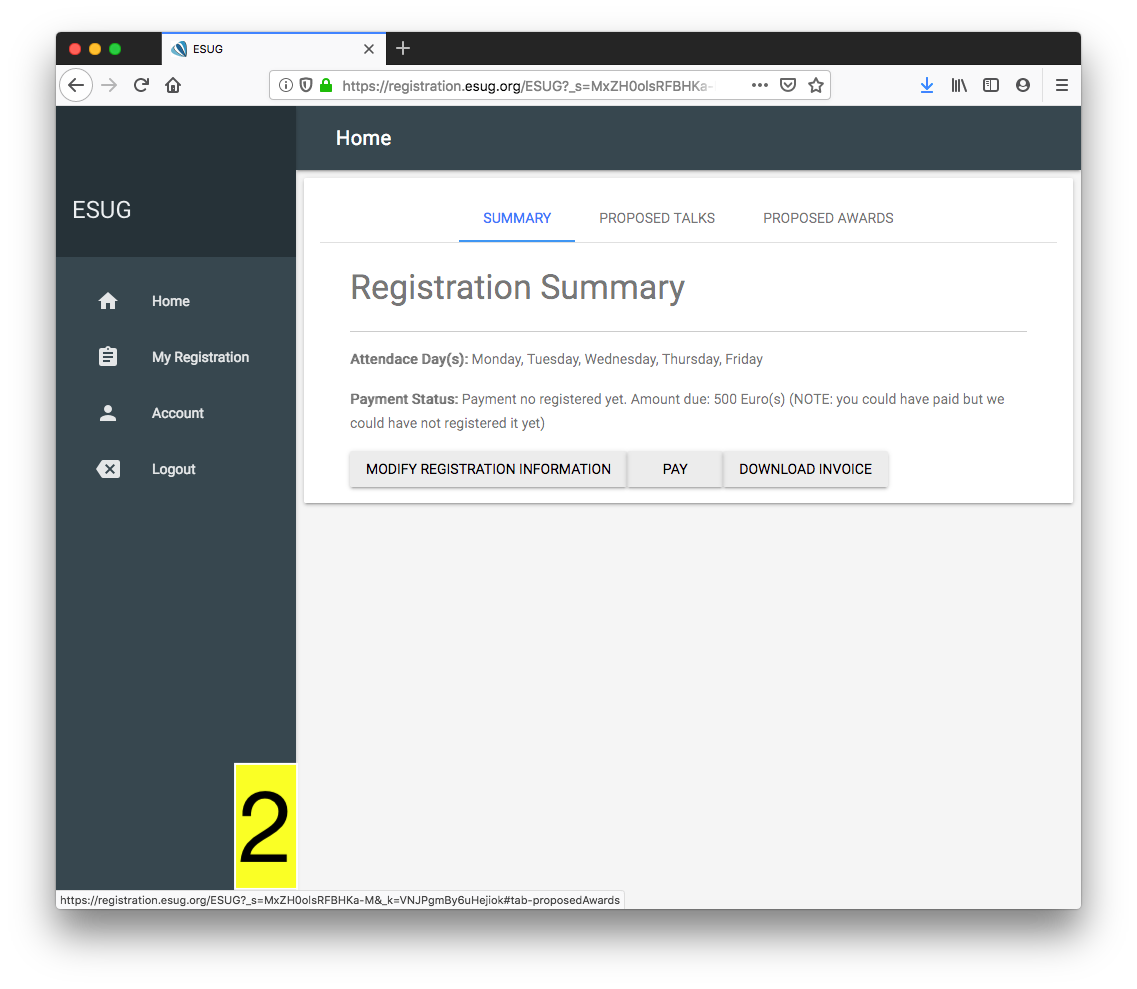 ESUG
https://registration.esug.org/ESUG?_s=MxZH0olsRFBHKa-
Home
ESUG
SUMMARY PROPOSED TALKS PROPOSED AWARDS
Registration Summary
Home
My Registration
Account
Logout
Attendace Day(s): Monday, Tuesday, Wednesday, Thursday, Friday
Payment Status: Payment no registered yet. Amount due: 500 Euro(s) (NOTE: you could have paid but we
could have not registered it yet)
MODIFY REGISTRATION INFORMATION PAY DOWNLOAD INVOICE
2
https://registration.esug.org/ESUG?_s=MxZH0olsRFBHKa-M&_k=VNJPgmBy6uHejiok#tab-proposedAwards